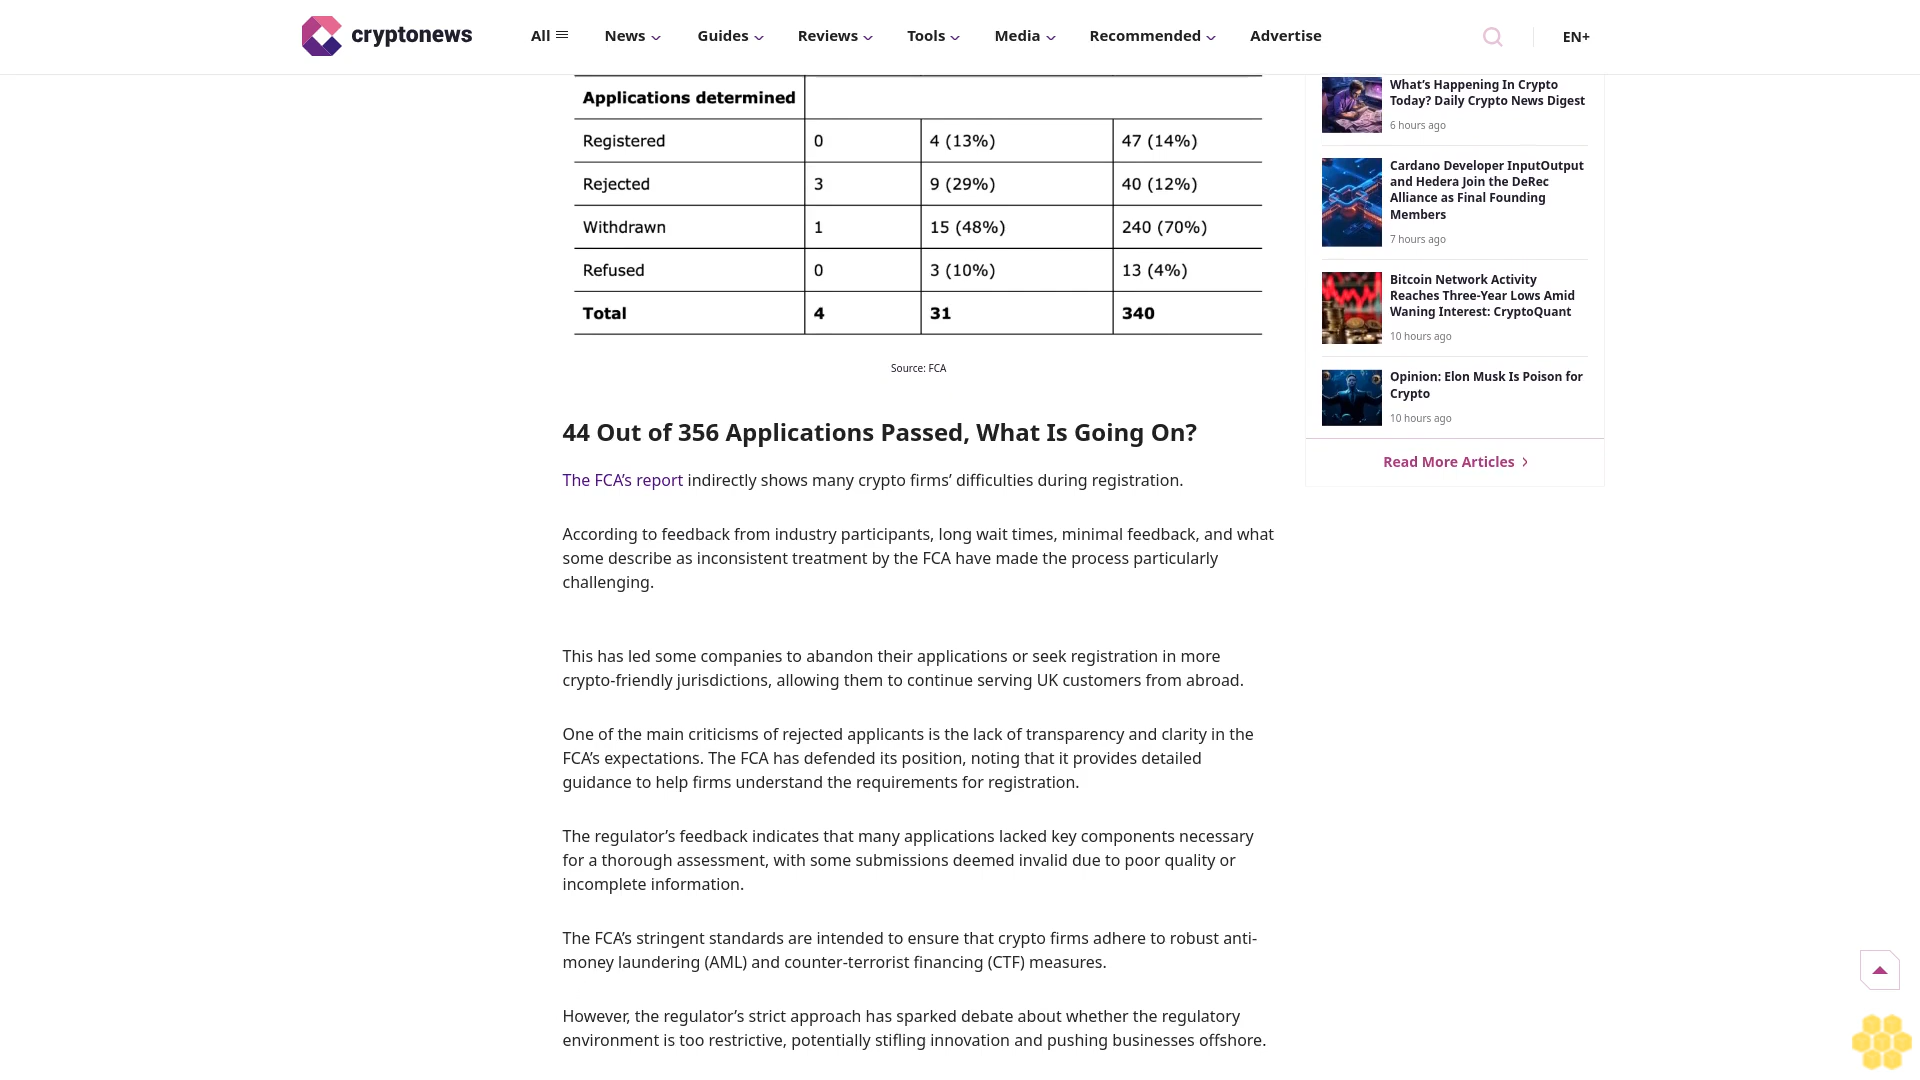 cryptonews
All
News
Guides
Reviews
Tools
Media
Recommended
Advertise
EN+
Applications determined
Registered 0 4 (13%) 47 (14%)
Rejected 3 9 (29%) 40 (12%)
Withdrawn 1 15 (48%) 240 (70%)
Refused 0 3 (10%) 13 (4%)
Total 4 31 340
Source: FCA
44 Out of 356 Applications Passed, What Is Going On?
The FCA’s report indirectly shows many crypto firms’ difficulties during registration.
According to feedback from industry participants, long wait times, minimal feedback, and what
some describe as inconsistent treatment by the FCA have made the process particularly
challenging.
This has led some companies to abandon their applications or seek registration in more
crypto-friendly jurisdictions, allowing them to continue serving UK customers from abroad.
One of the main criticisms of rejected applicants is the lack of transparency and clarity in the
FCA’s expectations. The FCA has defended its position, noting that it provides detailed
guidance to help firms understand the requirements for registration.
The regulator’s feedback indicates that many applications lacked key components necessary
for a thorough assessment, with some submissions deemed invalid due to poor quality or
incomplete information.
The FCA’s stringent standards are intended to ensure that crypto firms adhere to robust anti-
money laundering (AML) and counter-terrorist financing (CTF) measures.
However, the regulator’s strict approach has sparked debate about whether the regulatory
environment is too restrictive, potentially stifling innovation and pushing businesses offshore.
What’s Happening In Crypto
Today? Daily Crypto News Digest
6 hours ago
Cardano Developer InputOutput
and Hedera Join the DeRec
Alliance as Final Founding
Members
7 hours ago
Bitcoin Network Activity
Reaches Three-Year Lows Amid
Waning Interest: CryptoQuant
10 hours ago
Opinion: Elon Musk Is Poison for
Crypto
10 hours ago
Read More Articles